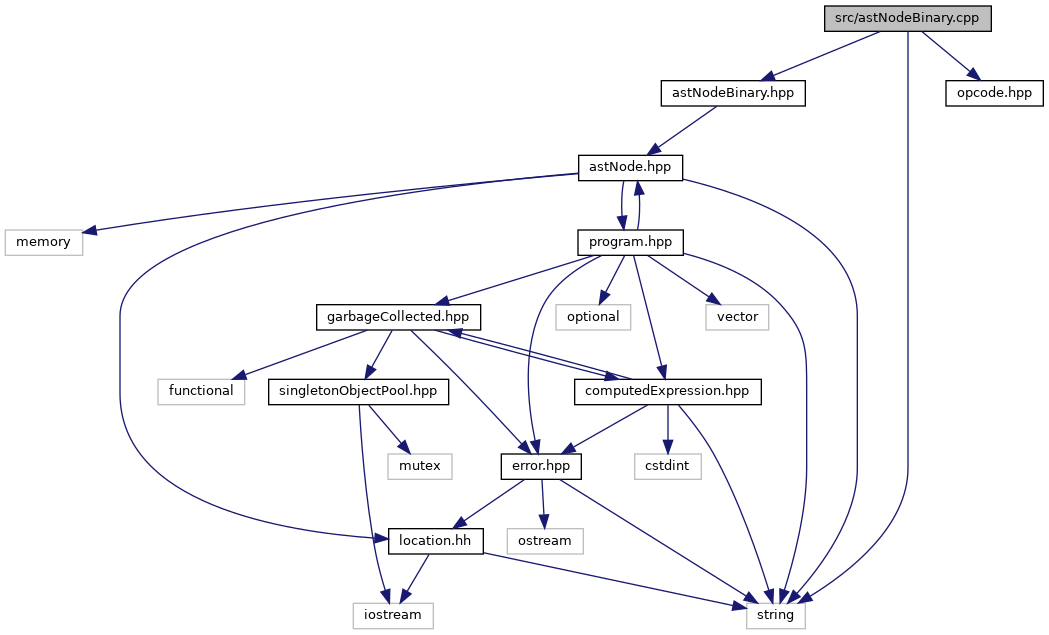 src/astNodeBinary.cpp
astNodeBinary.hpp
opcode.hpp
astNode.hpp
memory
program.hpp
garbageCollected.hpp
optional
vector
functional
singletonObjectPool.hpp
computedExpression.hpp
mutex
error.hpp
cstdint
location.hh
ostream
iostream
string